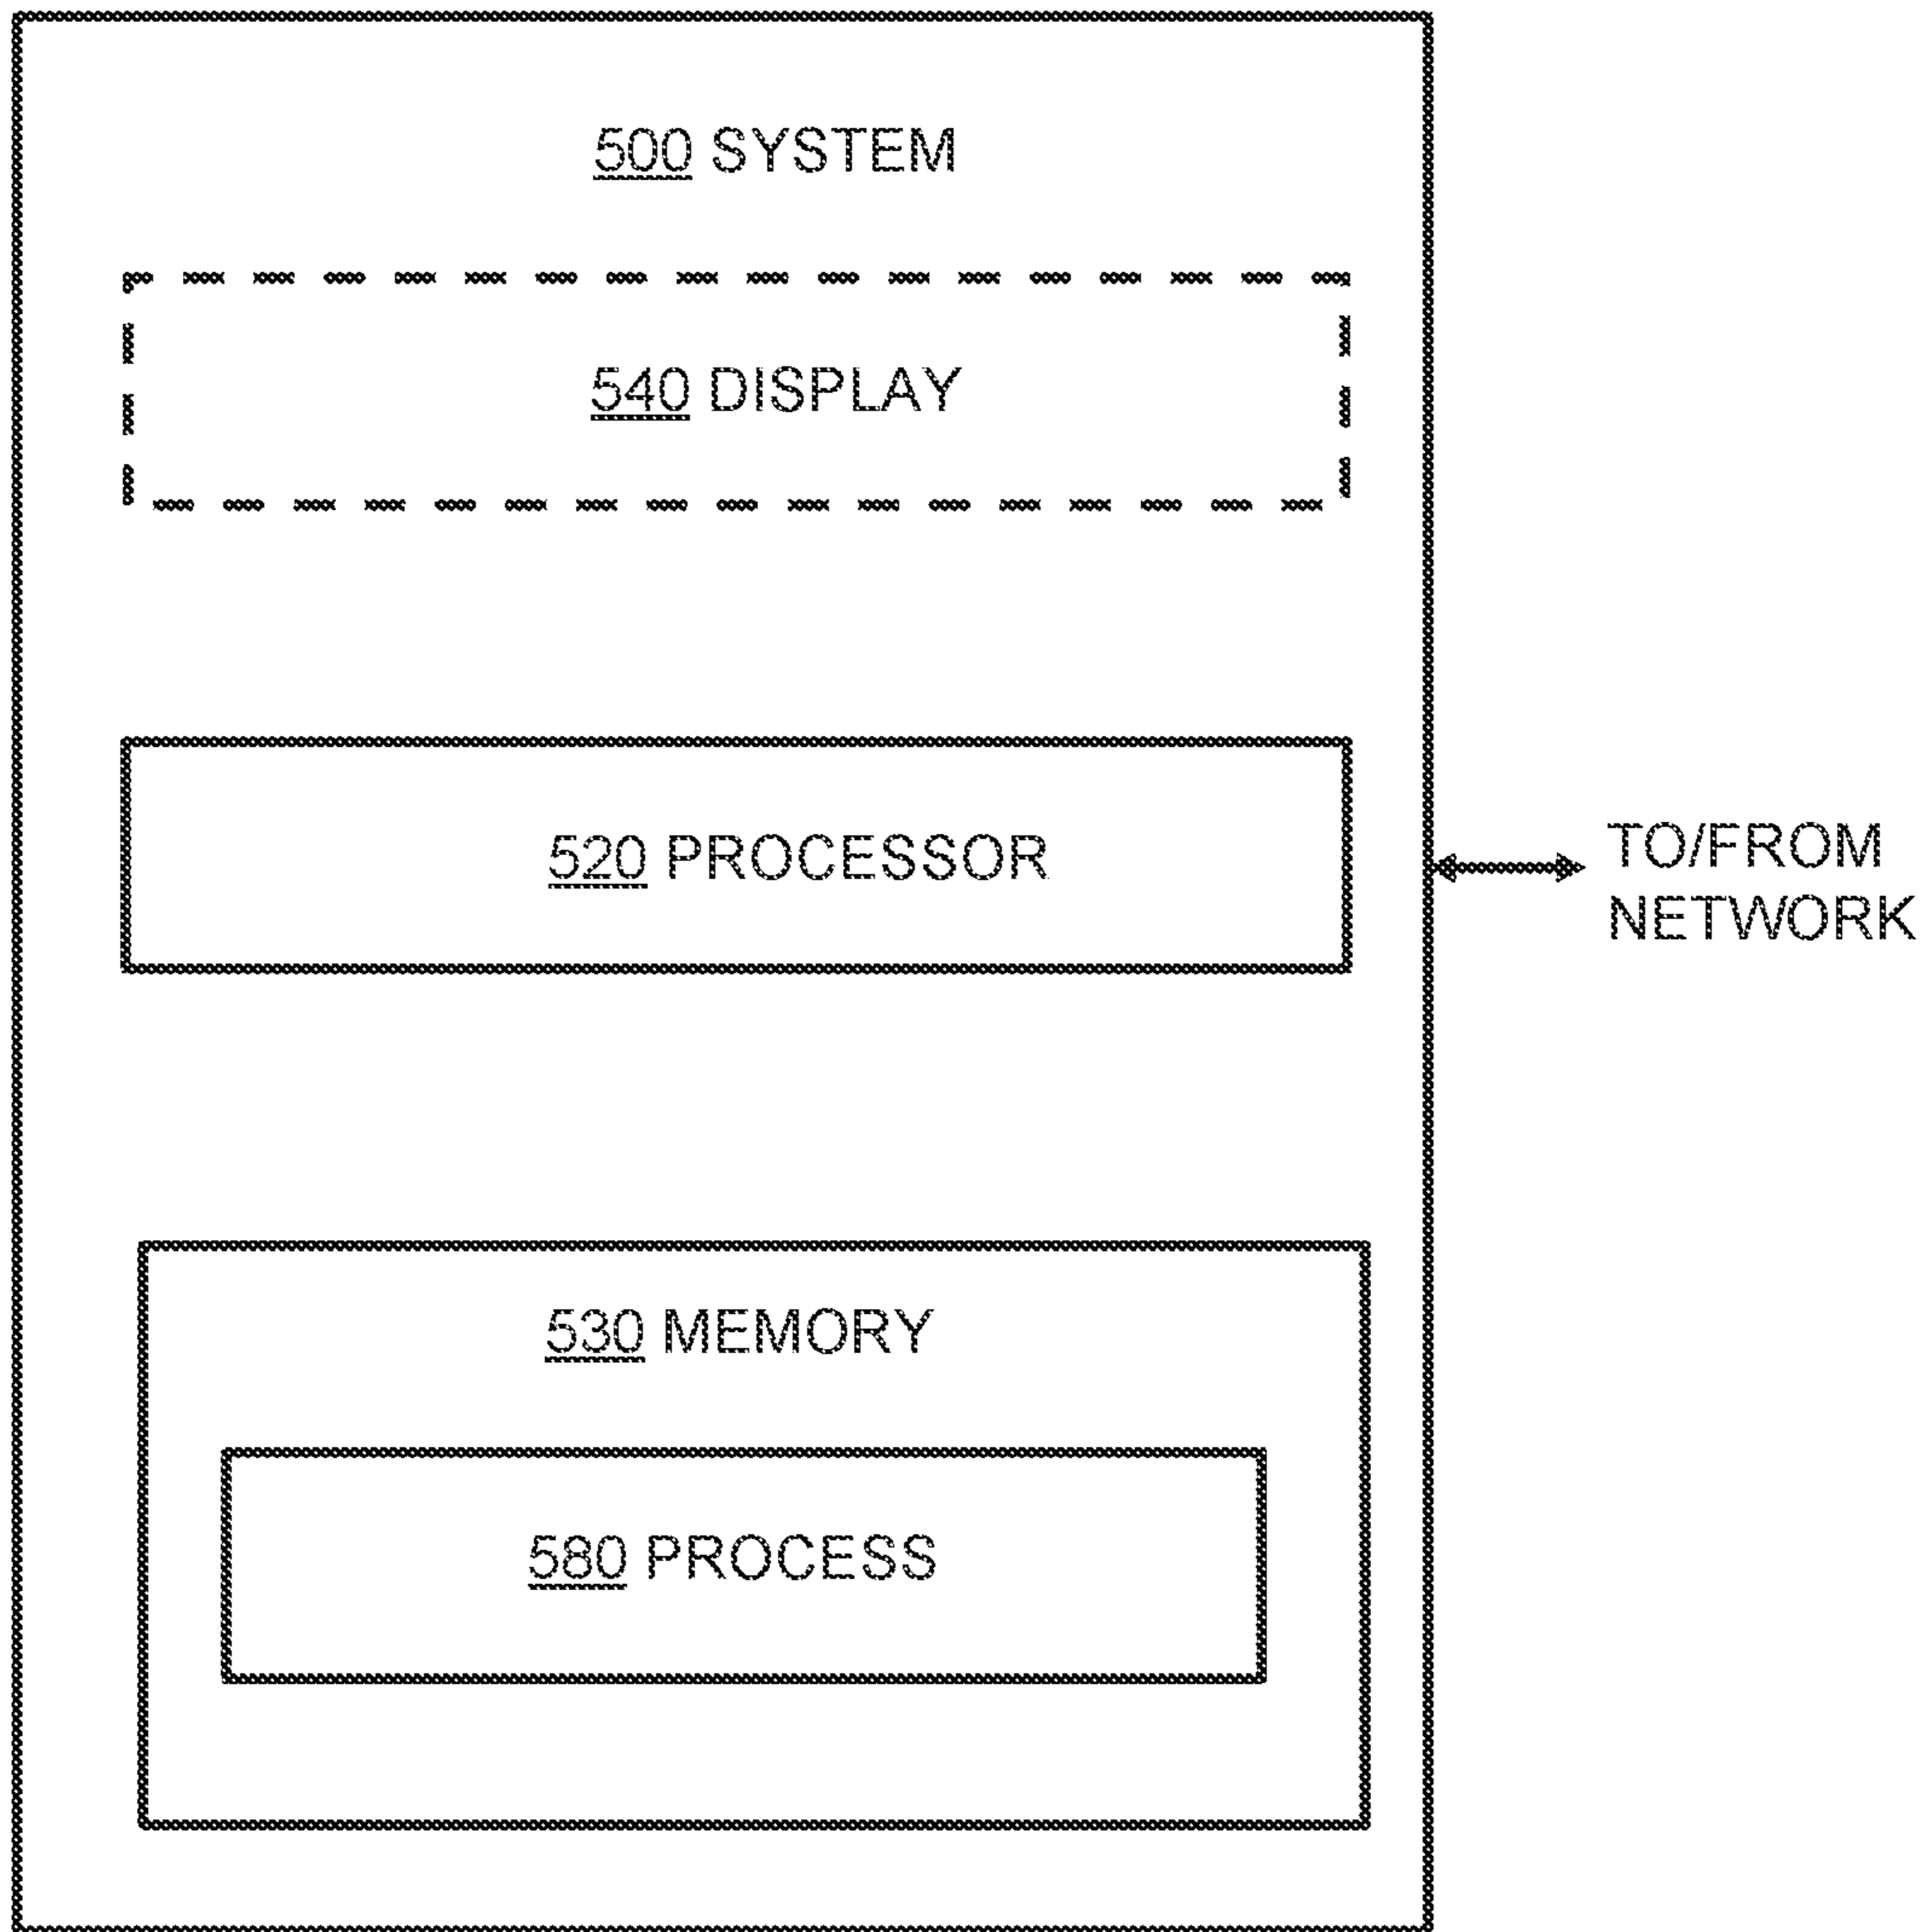 500 SYSTEM
540 DISPLAY
520 PROCESSOR
TO/FROM
NETWORK
530 MEMORY
580 PROCESS